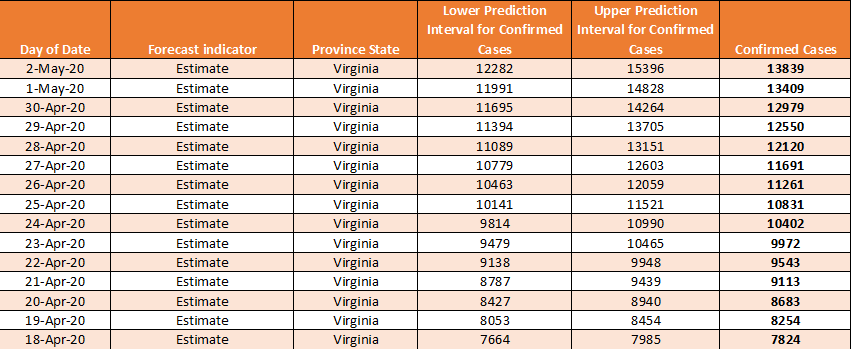 Day of Date Forecast indicator Province State Lower Prediction Interval for Confirmed Cases Upper Prediction Interval for Confirmed Cases Confirmed Cases
2-May-20 Estimate Virginia 12282 15396 13839
1-May-20 Estimate Virginia 11991 14828 13409
30-Apr-20 Estimate Virginia 11695 14264 12979
29-Apr-20 Estimate Virginia 11394 13705 12550
28-Apr-20 Estimate Virginia 11089 13151 12120
27-Apr-20 Estimate Virginia 10779 12603 11691
26-Apr-20 Estimate Virginia 10463 12059 11261
25-Apr-20 Estimate Virginia 10141 11521 10831
24-Apr-20 Estimate Virginia 9814 10990 10402
23-Apr-20 Estimate Virginia 9479 10465 9972
22-Apr-20 Estimate Virginia 9138 9948 9543
21-Apr-20 Estimate Virginia 8787 9439 9113
20-Apr-20 Estimate Virginia 8427 8940 8683
19-Apr-20 Estimate Virginia 8053 8454 8254
18-Apr-20 Estimate Virginia 7664 7985 7824